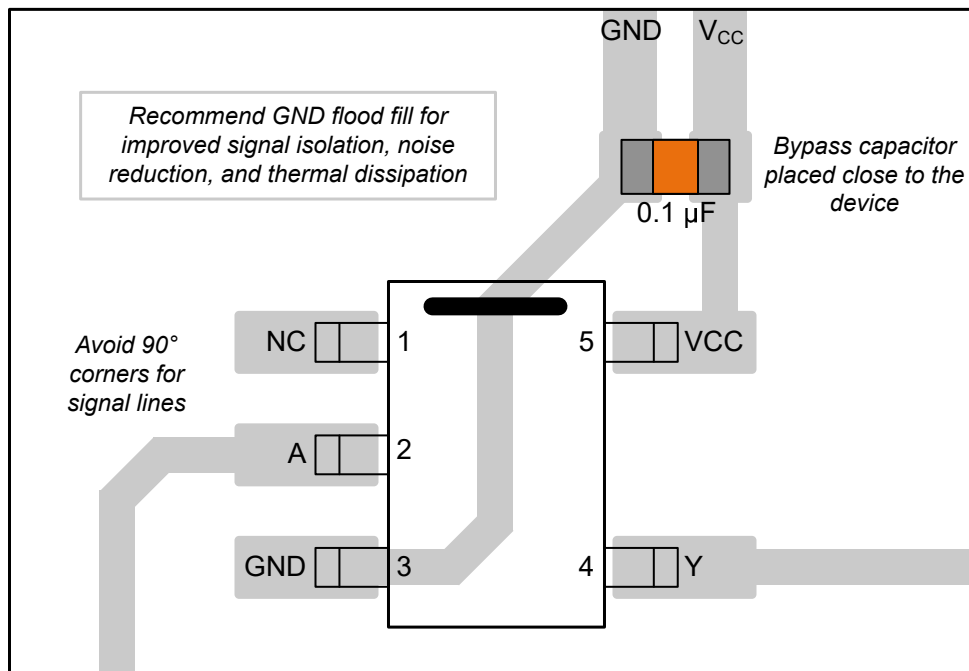 GND
V_CC
Recommend GND flood fill for
improved signal isolation, noise
reduction, and thermal dissipation
Bypass capacitor
placed close to the
device
0.1 µF
NC
1
5
VCC
Avoid 90°
corners for
signal lines
A
2
GND
3
4
Y